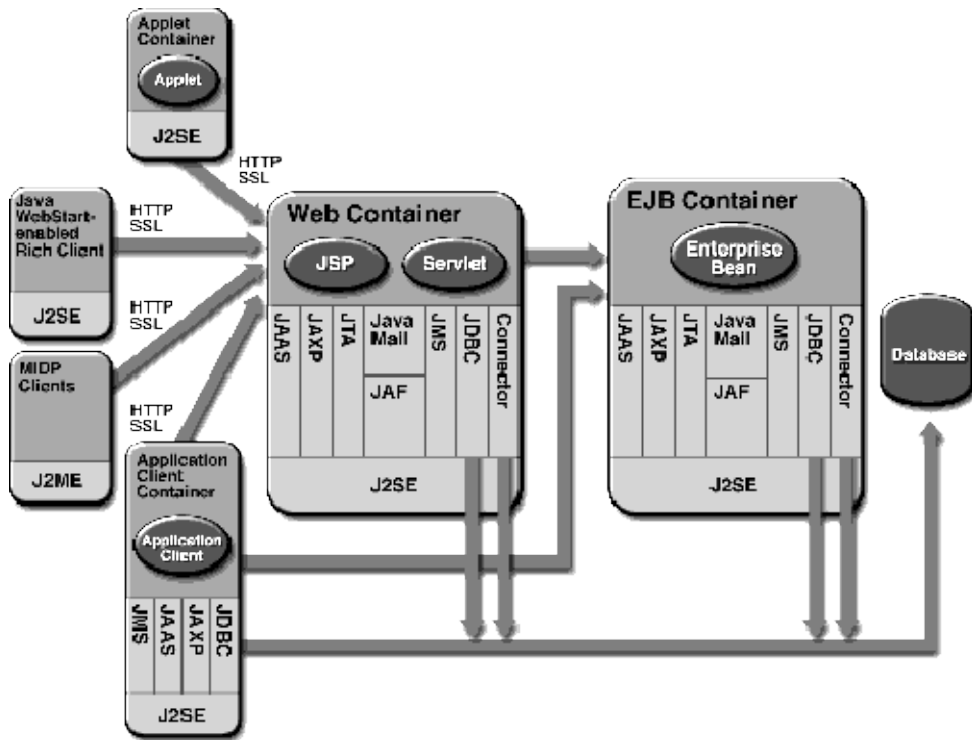 Applet
Container
Applet
J2SE
HTTP
SSL
Java
WebStart-
enabled
Rich Client
J2SE
HTTP
SSL
MIDP
Clients
J2ME
HTTP
SSL
Application
Client
Container
Application
Client
JMS
JAAS
JAXP
JDBC
J2SE
HTTP
SSL
Web Container
JSP
Servlet
JAAS
JAXP
JTA
Java
Mail
JAF
JMS
JDBC
Connector
J2SE
EJB Container
Enterprise
Bean
JAAS
JAXP
JTA
Java
Mail
JAF
JMS
JDBC
Connector
J2SE
Database